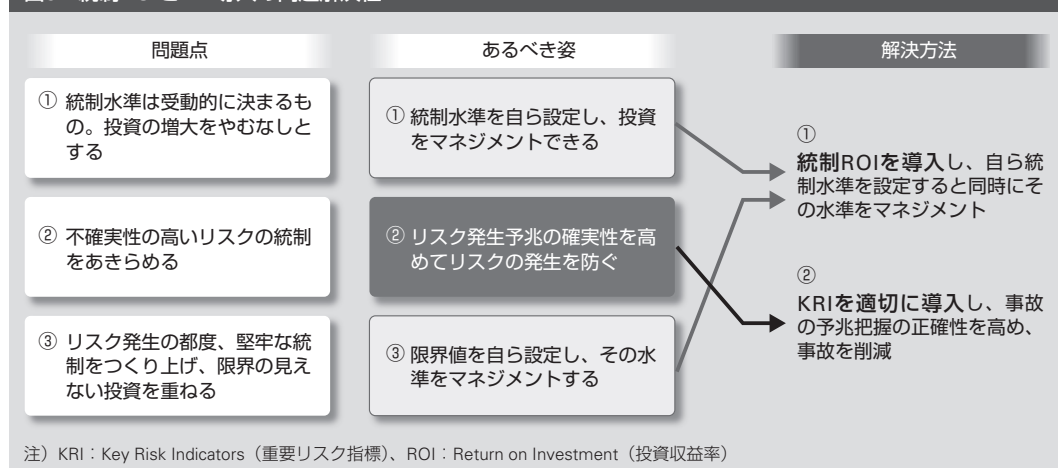 問題点
あるべき姿
解決方法
① 統制水準は受動的に決まるも
の。投資の増大をやむなしと
する
② 不確実性の高いリスクの統制
をあきらめる
③ リスク発生の都度、堅牢な統
制をつくり上げ、限界の見え
ない投資を重ねる
① 統制水準を自ら設定し、投資
をマネジメントできる
② リスク発生予兆の確実性を高
めてリスクの発生を防ぐ
③ 限界値を自ら設定し、その水
準をマネジメントする
①
統制ROIを導入し、自ら統
制水準を設定すると同時にそ
の水準をマネジメント
②
KRIを適切に導入し、事故
の予兆把握の正確性を高め、
事故を削減
注）KRI：Key Risk Indicators（重要リスク指標）、ROI：Return on Investment（投資収益率）